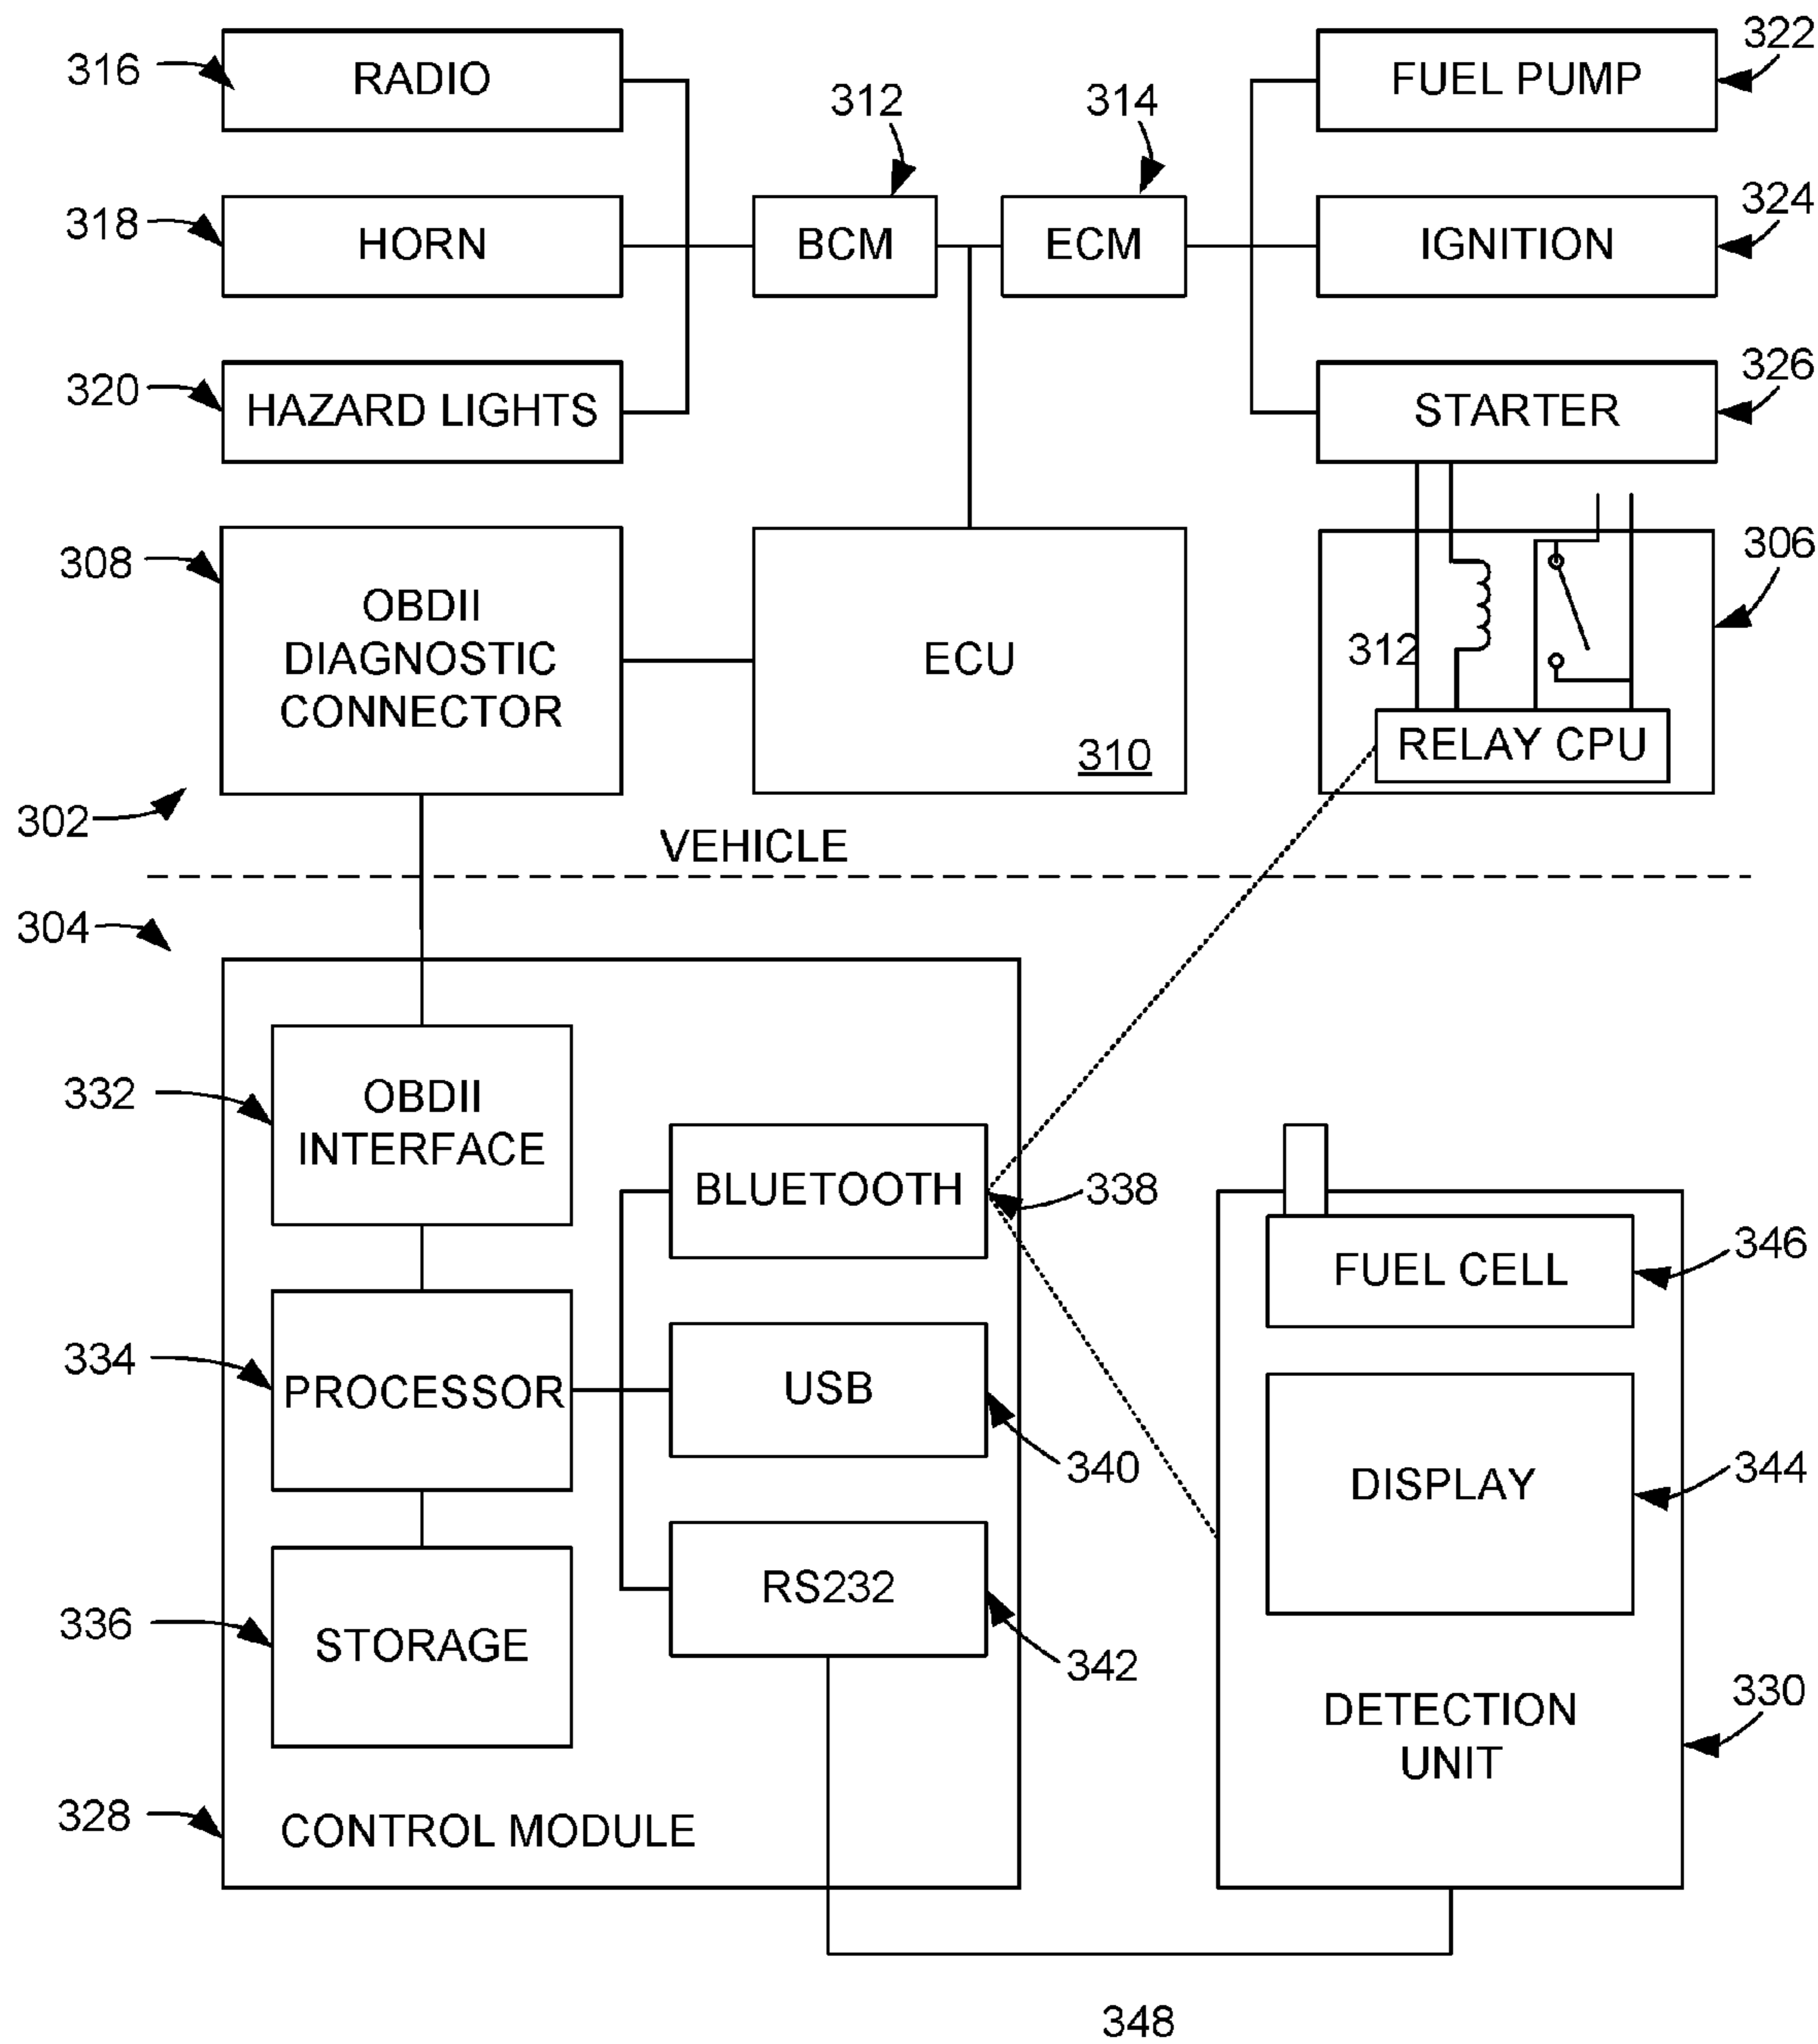 316
RADIO
312
314
322
FUEL PUMP
318
HORN
BCM
ECM
324
IGNITION
320
HAZARD LIGHTS
326
STARTER
308
OBDII
DIAGNOSTIC
CONNECTOR
ECU
310
306
312
RELAY CPU
302
VEHICLE
304
332
OBDII
INTERFACE
BLUETOOTH
338
334
PROCESSOR
USB
340
336
STORAGE
RS232
342
328
CONTROL MODULE
346
FUEL CELL
344
DISPLAY
330
DETECTION
UNIT
348